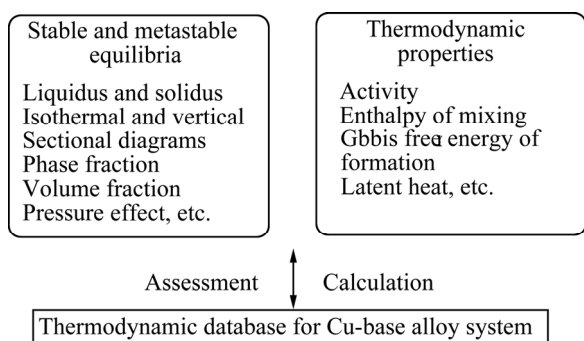 Stable and metastable
equilibria
Liquidus and solidus
Isothermal and vertical
Sectional diagrams
Phase fraction
Volume fraction
Pressure effect, etc.
Thermodynamic
properties
Activity
Enthalpy of mixing
Gbbis free energy of
formation
Latent heat, etc.
Assessment
Calculation
Thermodynamic database for Cu-base alloy system